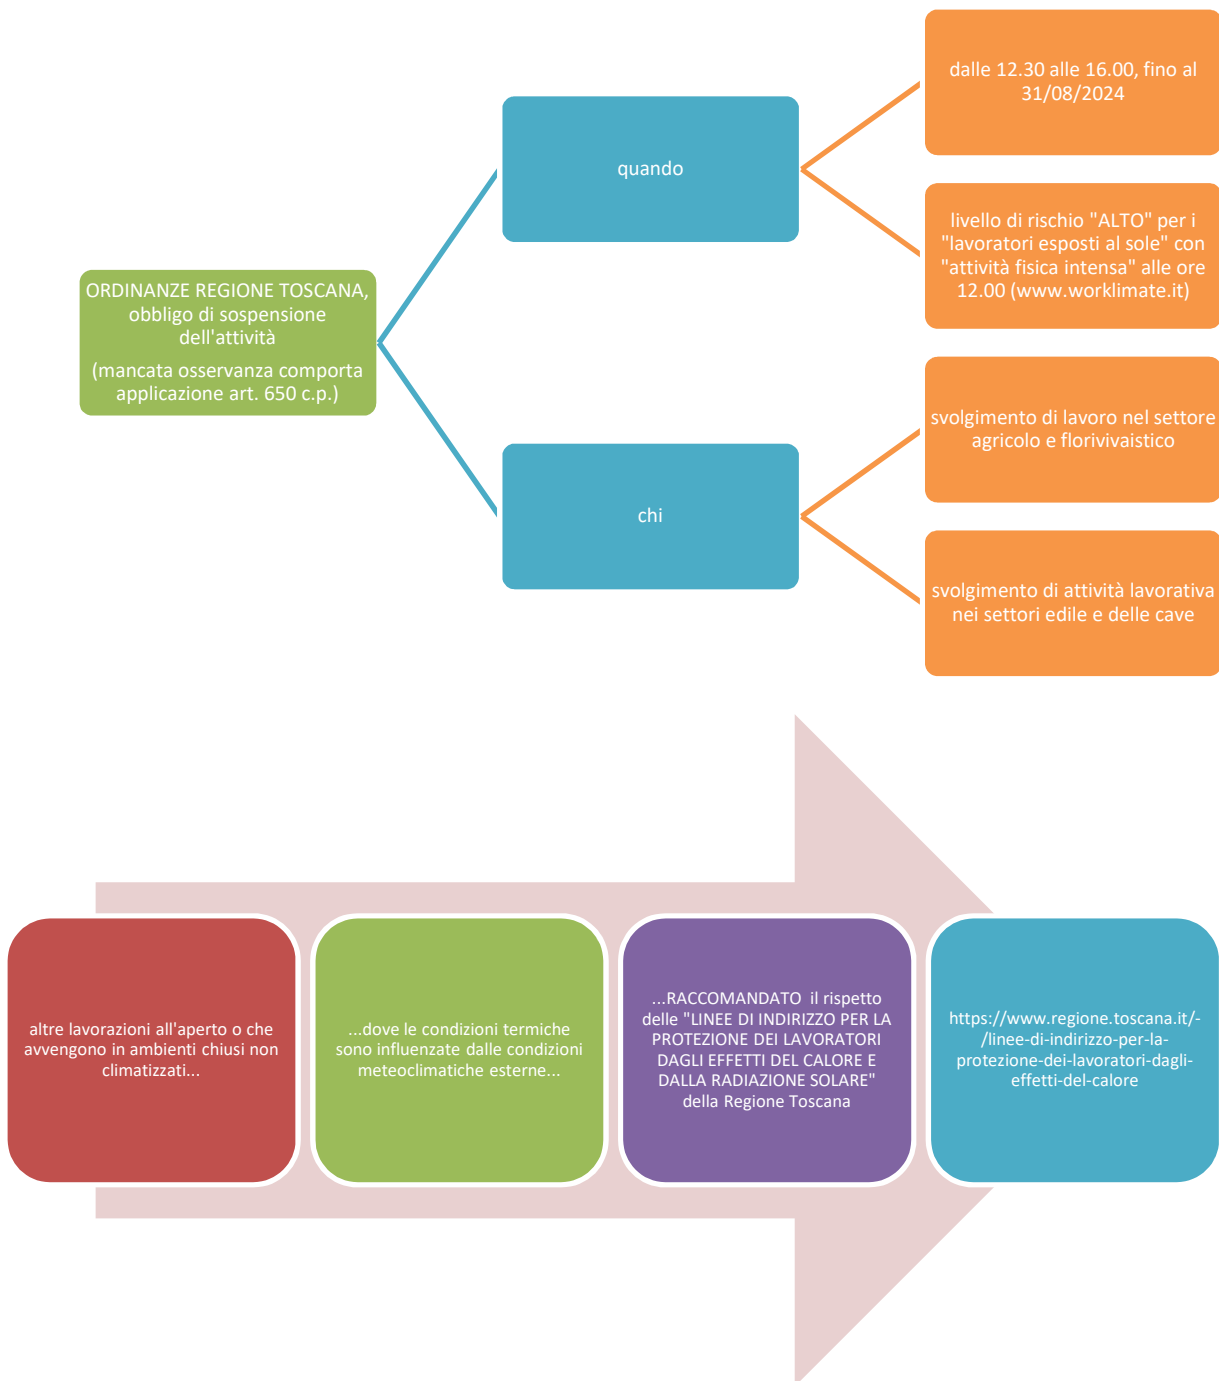 ORDINANZE REGIONE TOSCANA,
obbligo di sospensione
dell'attività
(mancata osservanza comporta
applicazione art. 650 c.p.)
quando
dalle 12.30 alle 16.00, fino al
31/08/2024
livello di rischio "ALTO" per i
"lavoratori esposti al sole" con
"attività fisica intensa" alle ore
12.00 (www.worklimate.it)
chi
svolgimento di lavoro nel settore
agricolo e florivivaistico
svolgimento di attività lavorativa
nei settori edile e delle cave
altre lavorazioni all'aperto o che
avvengono in ambienti chiusi non
climatizzati...
...dove le condizioni termiche
sono influenzate dalle condizioni
meteoclimatiche esterne...
...RACCOMANDATO il rispetto
delle "LINEE DI INDIRIZZO PER LA
PROTEZIONE DEI LAVORATORI
DAGLI EFFETTI DEL CALORE E
DALLA RADIAZIONE SOLARE"
della Regione Toscana
https://www.regione.toscana.it/-
/linee-di-indirizzo-per-la-
protezione-dei-lavoratori-dagli-
effetti-del-calore